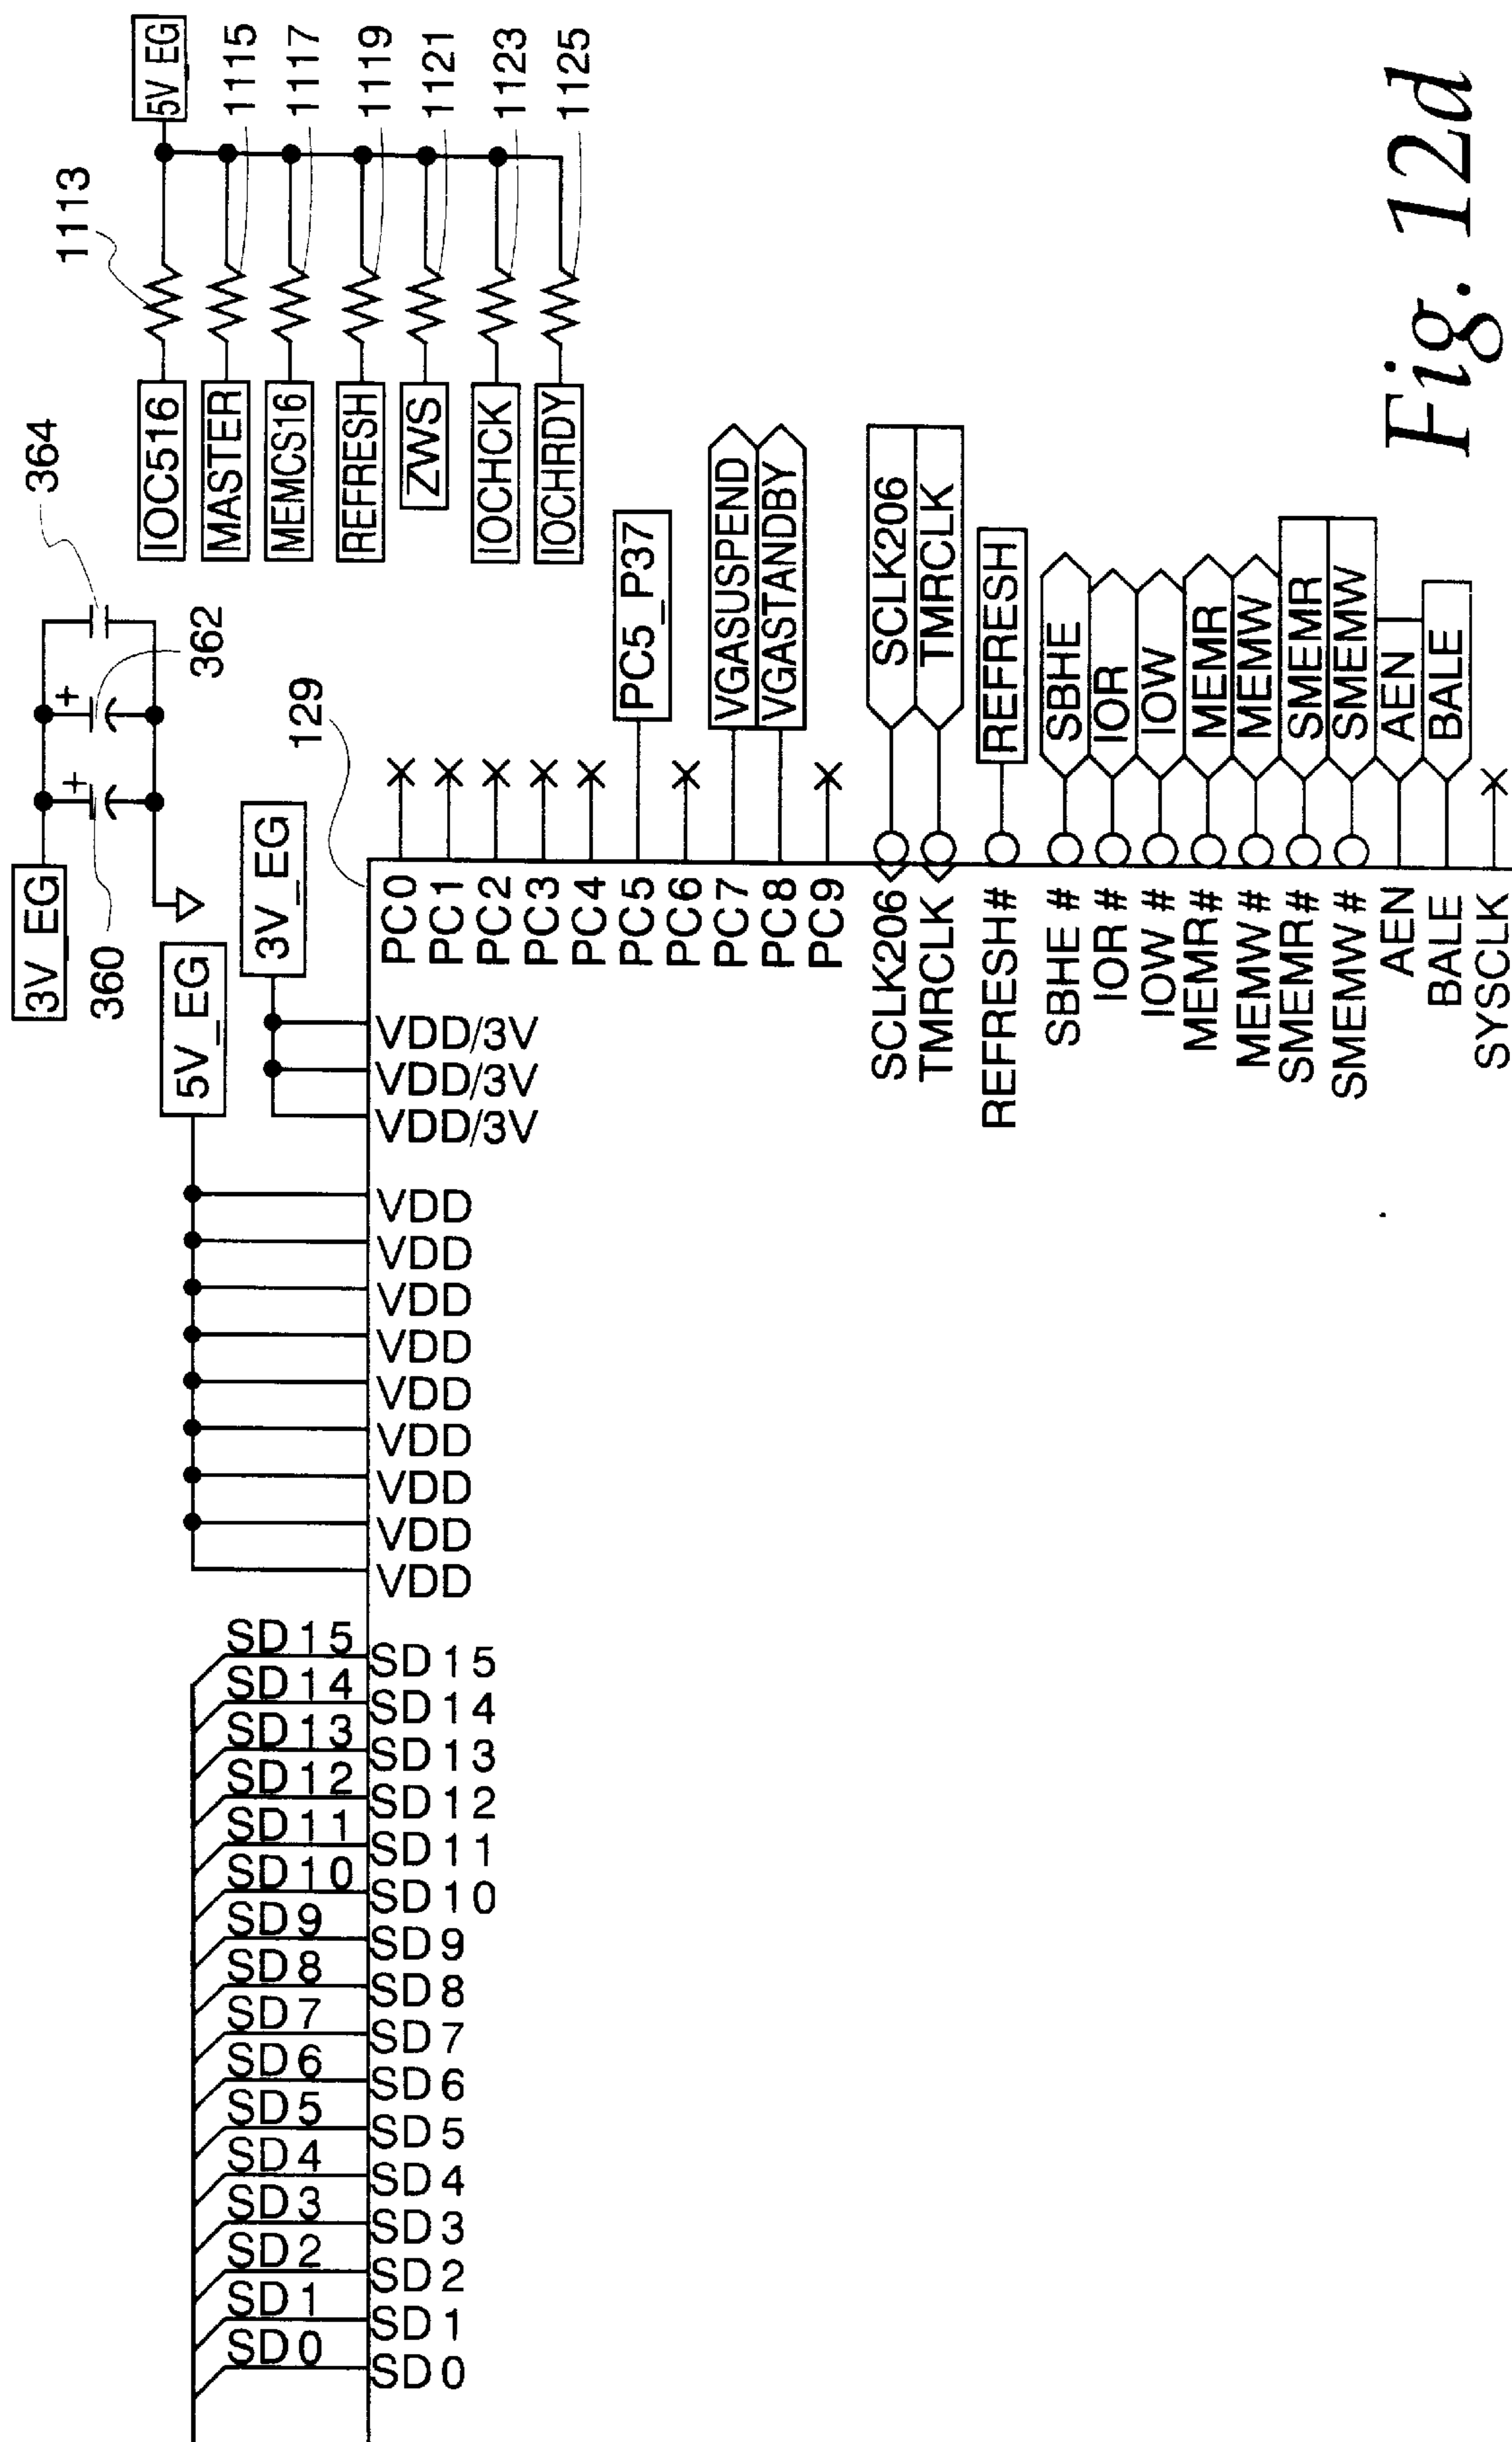 3V_EG
360
362
364
5V_EG
3V_EG
129
1113
5V_EG
IOC516
MASTER
1115
MEMCS16
1117
REFRESH
1119
ZWS
1121
IOCHCK
1123
IOCHRDY
1125
SD0
SD1
SD2
SD3
SD4
SD5
SD6
SD7
SD8
SD9
SD10
SD11
SD12
SD13
SD14
SD15
SD0
SD1
SD2
SD3
SD4
SD5
SD6
SD7
SD8
SD9
SD10
SD11
SD12
SD13
SD14
SD15
VDD
VDD
VDD
VDD
VDD
VDD
VDD
VDD
VDD
VDD/3V
VDD/3V
VDD/3V
PC0
PC1
PC2
PC3
PC4
PC5
PC5_P37
PC6
PC7
VGASUSPEND
PC8
VGASTANDBY
PC9
SCLK206
SCLK206
TMRCLK
TMRCLK
REFRESH#
REFRESH
SBHE #
SBHE
IOR #
IOR
IOW #
IOW
MEMR#
MEMR
MEMW #
MEMW
SMEMR#
SMEMR
SMEMW #
SMEMW
AEN
AEN
BALE
BALE
SYSCLK
Fig. 12d